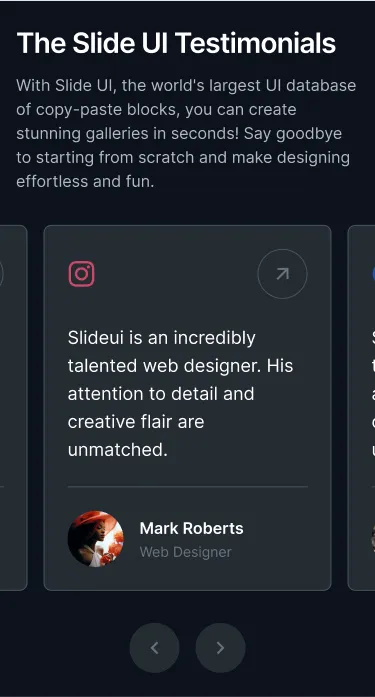 The Slide UI Testimonials
With Slide UI, the world's largest UI database
of copy-paste blocks, you can create
stunning galleries in seconds! Say goodbye
to starting from scratch and make designing
effortless and fun.
Slideui is an incredibly
talented web designer. His
attention to detail and
creative flair are
unmatched.
Mark Roberts
Web Designer